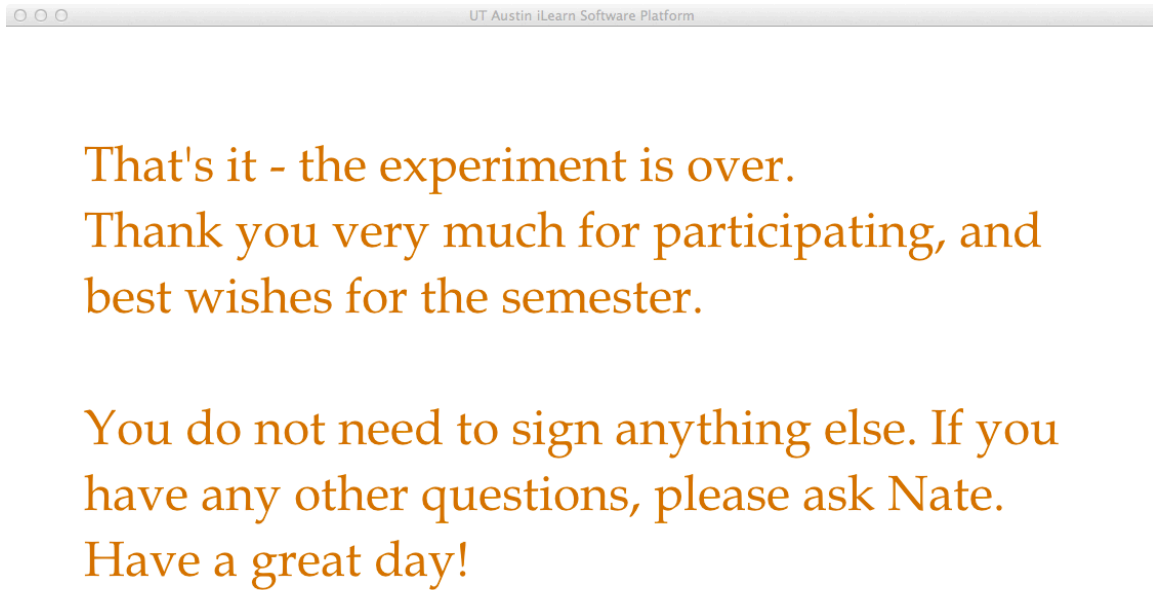 UT Austin iLearn Software Platform
That's it - the experiment is over.
Thank you very much for participating, and
best wishes for the semester.
You do not need to sign anything else. If you
have any other questions, please ask Nate.
Have a great day!